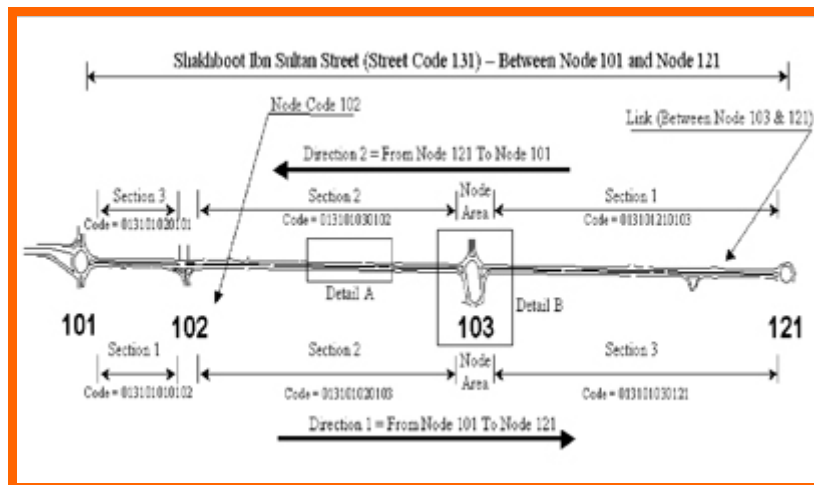 Shakhboot Ibn Sultan Street (Street Code 131) – Between Node 101 and Node 121
Node Code 102
Link (Between Node 103 & 121)
Direction 2 = From Node 121 To Node 101
Section 3
Section 2
Node
Area
Section 1
Code = 013101020101
Code = 013101030102
Code = 013101210103
Detail A
Detail B
101
102
103
121
Section 1
Section 2
Node
Area
Section 3
Code = 013101010102
Code = 013101020103
Code = 013101030121
Direction 1 = From Node 101 To Node 121